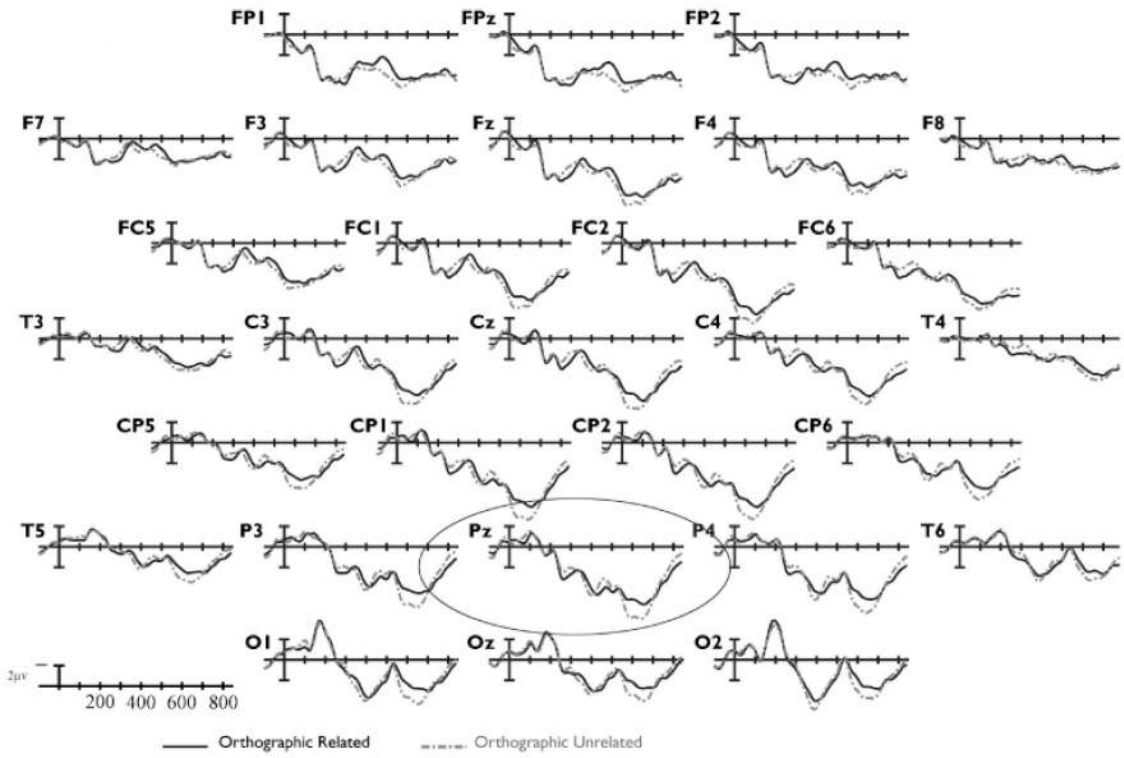 FP1 FPz FP2
F7 F3 Fz F4 F8
FC5 FC1 FC2 FC6
T3 C3 Cz C4 T4
CP5 CP1 CP2 CP6
T5 P3 Pz P4 T6
O1 Oz O2
2μv
200 400 600 800
Orthographic Related Orthographic Unrelated